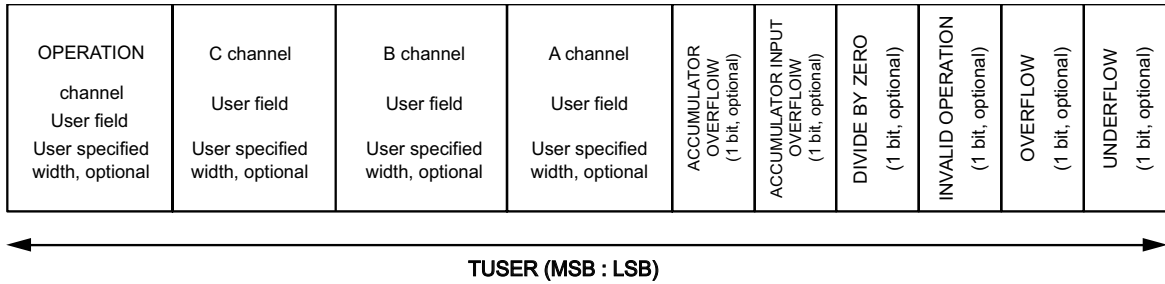 OPERATION
channel
User field
User specified
width, optional
C channel
User field
User specified
width, optional
B channel
User field
User specified
width, optional
A channel
User field
User specified
width, optional
ACCUMULATOR
OVERFLOIW
(1 bit, optional)
ACCUMULATOR INPUT
OVERFLOIW
(1 bit, optional)
DIVIDE BY ZERO
(1 bit, optional)
INVALID OPERATION
(1 bit, optional)
OVERFLOW
(1 bit, optional)
UNDERFLOW
(1 bit, optional)
TUSER (MSB : LSB)